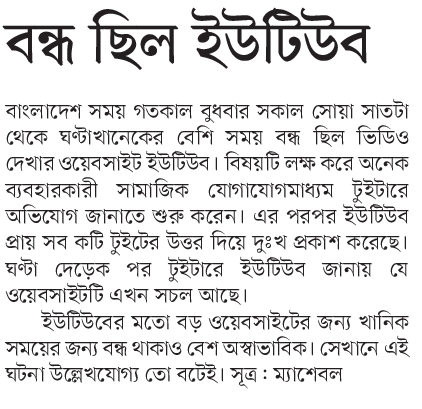 বন্ধ ছিল ইউটিউব
বাংলাদেশ সময় গতকাল বুধবার সকাল সোয়া সাতটা
থেকে ঘণ্টাখানেকের বেশি সময় বন্ধ ছিল ভিডিও
দেখার ওয়েবসাইট ইউটিউব। বিষয়টি লক্ষ করে অনেক
ব্যবহারকারী সামাজিক যোগাযোগমাধ্যম টুইটারে
অভিযোগ জানাতে শুরু করেন। এর পরপর ইউটিউব
প্রায় সব কটি টুইটের উত্তর দিয়ে দুঃখ প্রকাশ করেছে।
ঘণ্টা দেড়েক পর টুইটারে ইউটিউব জানায় যে
ওয়েবসাইটটি এখন সচল আছে।
ইউটিউবের মতো বড় ওয়েবসাইটের জন্য খানিক
সময়ের জন্য বন্ধ থাকাও বেশ অস্বাভাবিক। সেখানে এই
ঘটনা উল্লেখযোগ্য তো বটেই। সূত্র : ম্যাশেবল